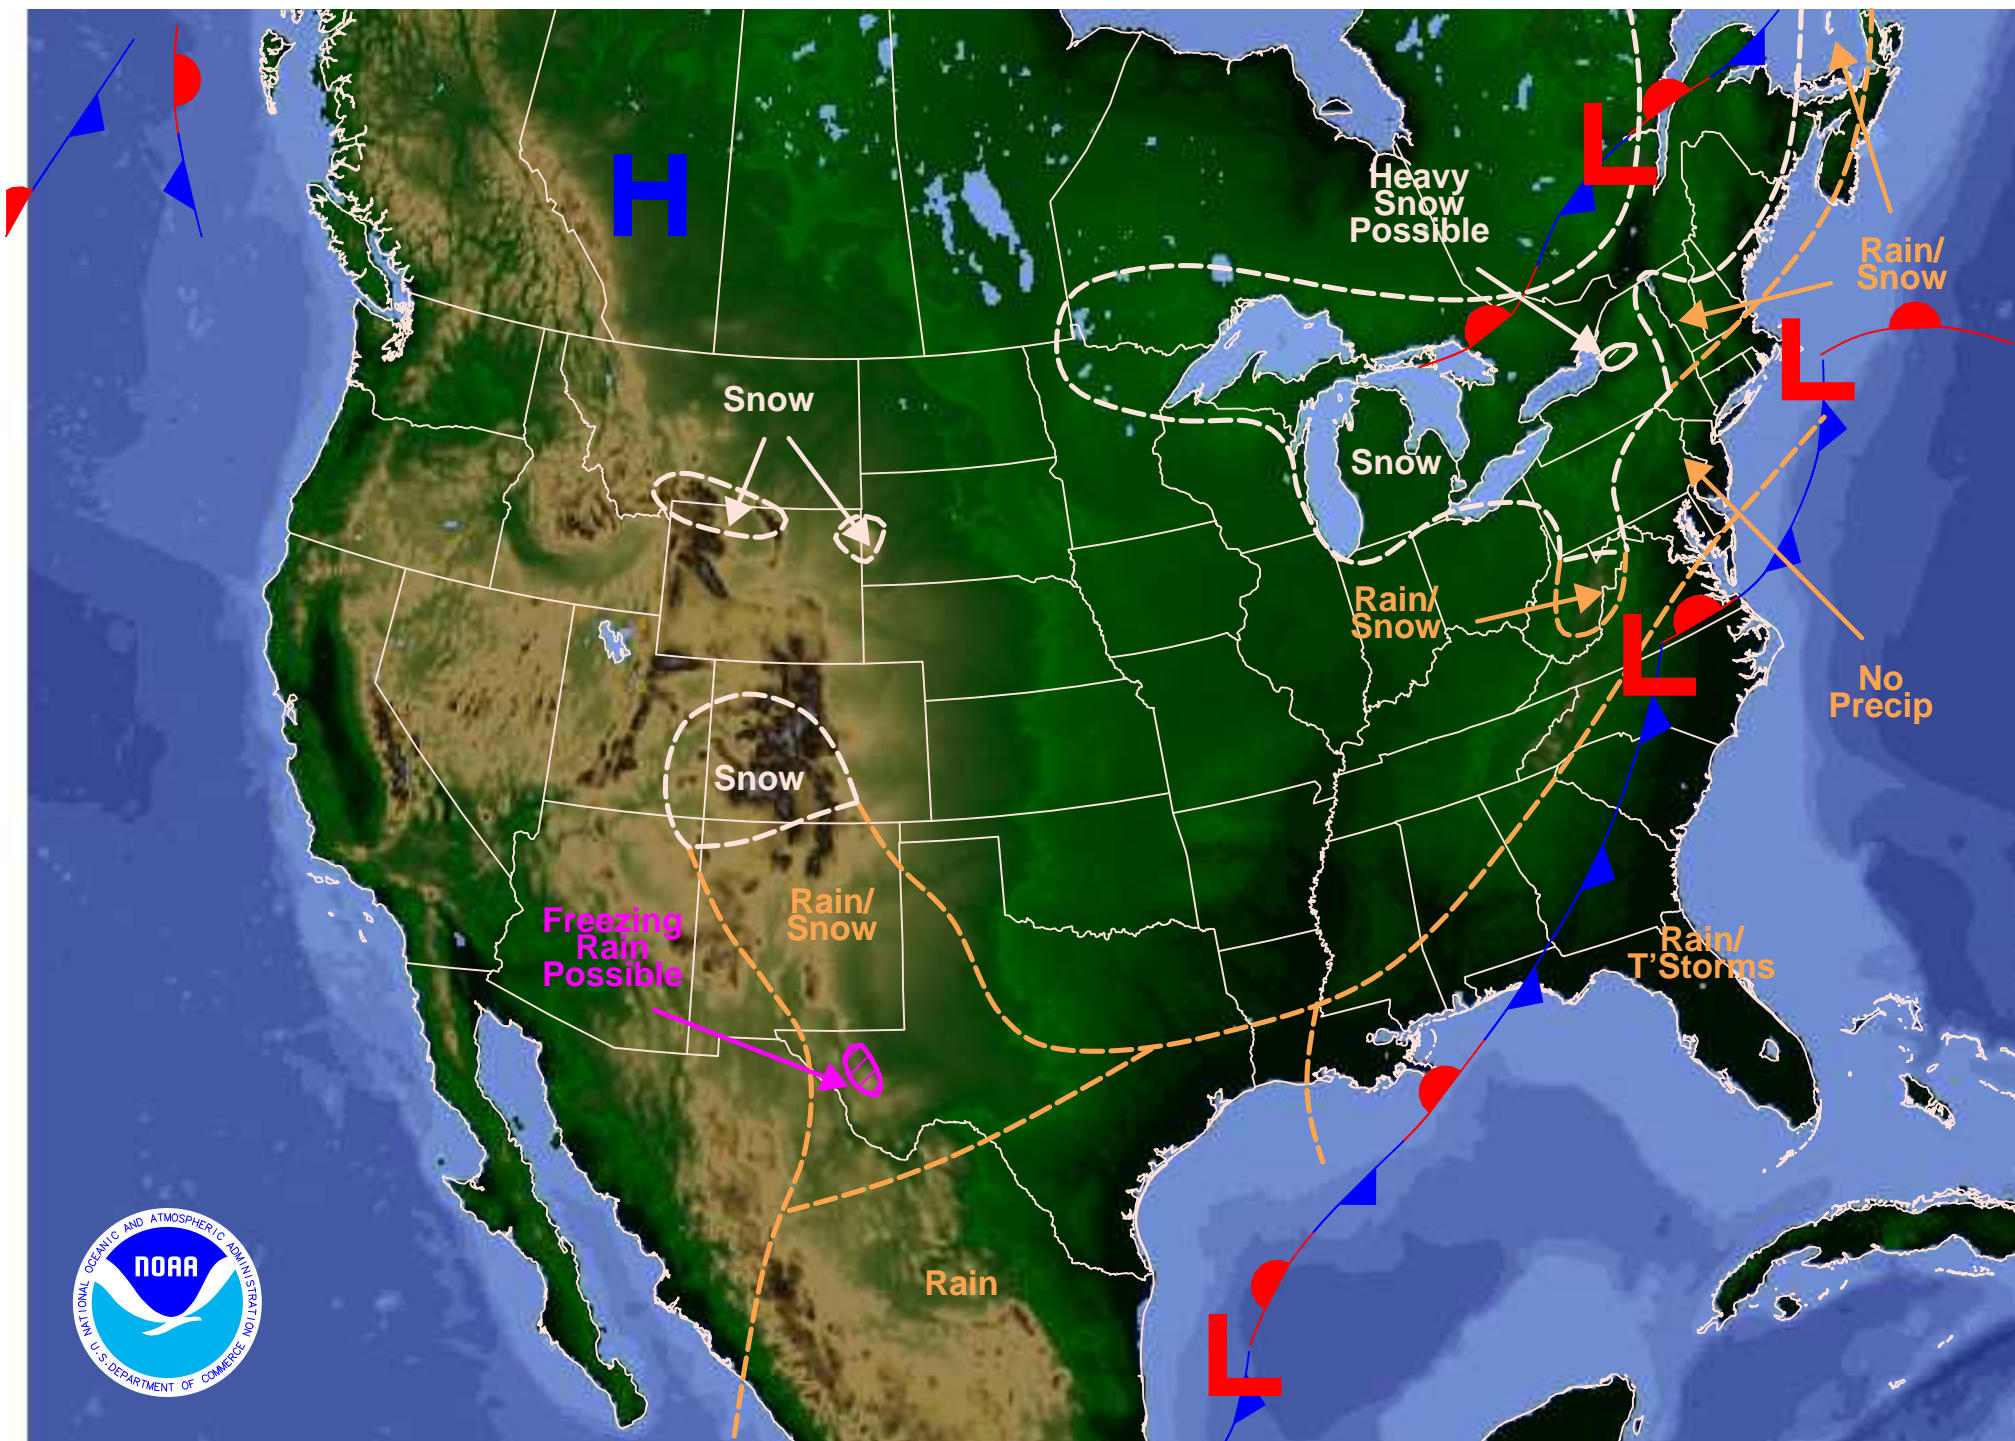 H
L
Heavy
Snow
Possible
Rain/
Snow
L
Snow
Snow
Rain/
Snow
L
No
Precip
Snow
Rain/
Snow
Freezing
Rain
Possible
Rain/
T'Storms
Rain
L
NATIONAL OCEANIC AND ATMOSPHERIC ADMINISTRATION
NOAA
U.S. DEPARTMENT OF COMMERCE